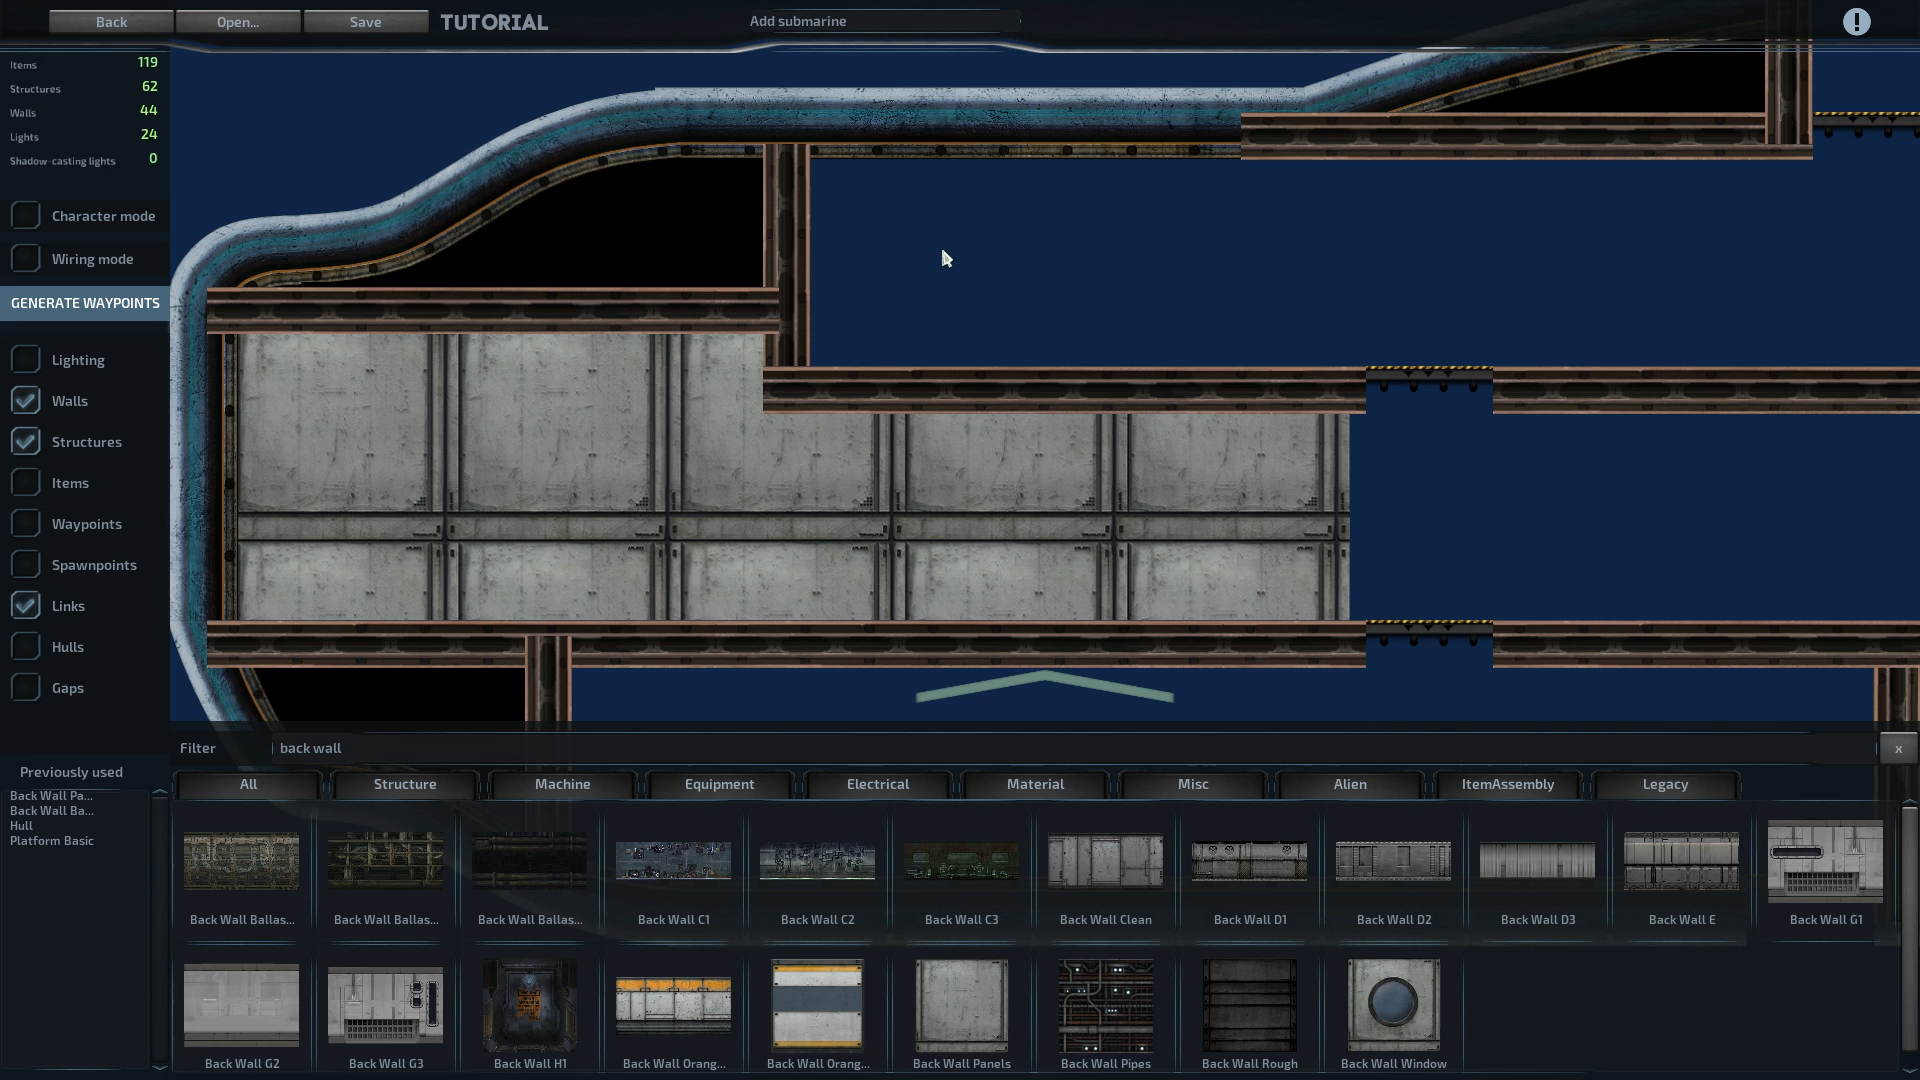 Back Open... Save TUTORIAL Add submarine
Items 119
Structures 62
Walls 44
Lights 24
Shadow-casting lights 0
Character mode
Wiring mode
GENERATE WAYPOINTS
Lighting
Walls
Structures
Items
Waypoints
Spawnpoints
Links
Hulls
Gaps
Filter back wall x
Previously used
Back Wall Pa...
Back Wall Ba...
Hull
Platform Basic
All Structure Machine Equipment Electrical Material Misc Alien ItemAssembly Legacy
Back Wall Ballas... Back Wall Ballas... Back Wall Ballas... Back Wall C1 Back Wall C2 Back Wall C3 Back Wall Clean Back Wall D1 Back Wall D2 Back Wall D3 Back Wall E Back Wall G1
Back Wall G2 Back Wall G3 Back Wall H1 Back Wall Orang... Back Wall Orang... Back Wall Panels Back Wall Pipes Back Wall Rough Back Wall Window